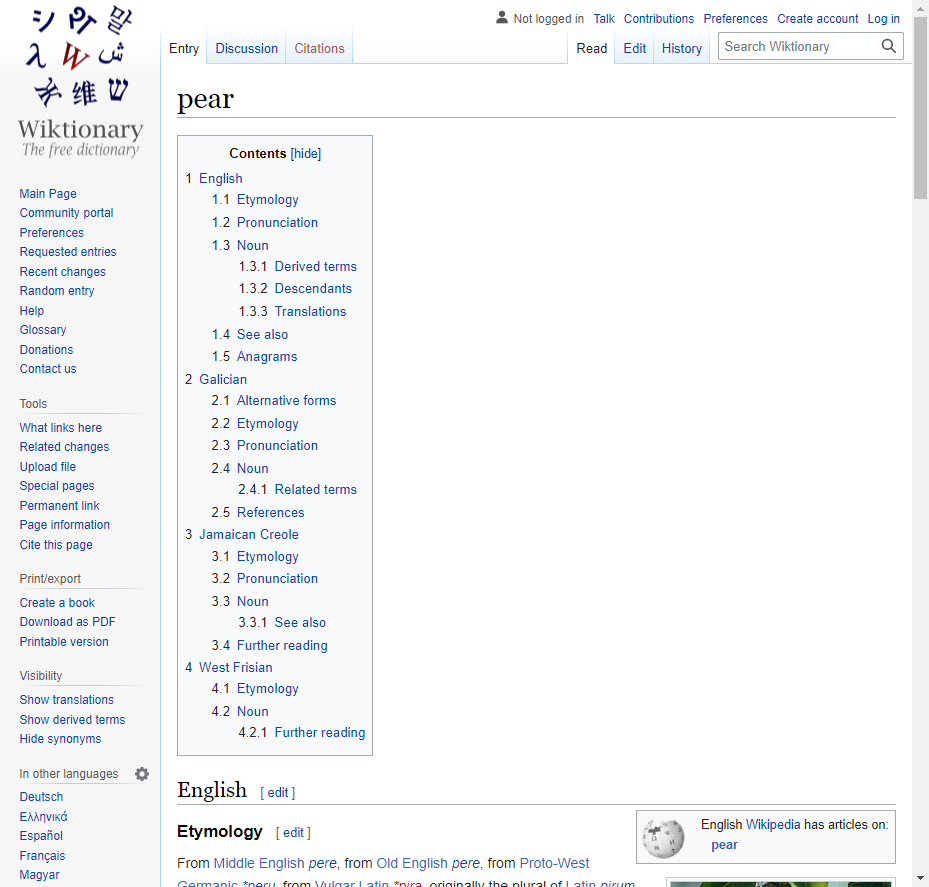 Not logged in Talk Contributions Preferences Create account Log in
Entry Discussion Citations Read Edit History Search Wiktionary
シ 무 말
λ W ش
维 ש
Wiktionary
The free dictionary
Main Page
Community portal
Preferences
Requested entries
Recent changes
Random entry
Help
Glossary
Donations
Contact us
Tools
What links here
Related changes
Upload file
Special pages
Permanent link
Page information
Cite this page
Print/export
Create a book
Download as PDF
Printable version
Visibility
Show translations
Show derived terms
Hide synonyms
In other languages
Deutsch
Ελληνικά
Español
Français
Magyar
pear
Contents [hide]
1 English
1.1 Etymology
1.2 Pronunciation
1.3 Noun
1.3.1 Derived terms
1.3.2 Descendants
1.3.3 Translations
1.4 See also
1.5 Anagrams
2 Galician
2.1 Alternative forms
2.2 Etymology
2.3 Pronunciation
2.4 Noun
2.4.1 Related terms
2.5 References
3 Jamaican Creole
3.1 Etymology
3.2 Pronunciation
3.3 Noun
3.3.1 See also
3.4 Further reading
4 West Frisian
4.1 Etymology
4.2 Noun
4.2.1 Further reading
English [ edit ]
Etymology [ edit ]
From Middle English pere, from Old English pere, from Proto-West
Germanic *peru, from Vulgar Latin *pira, originally the plural of Latin pirum,
English Wikipedia has articles on:
pear